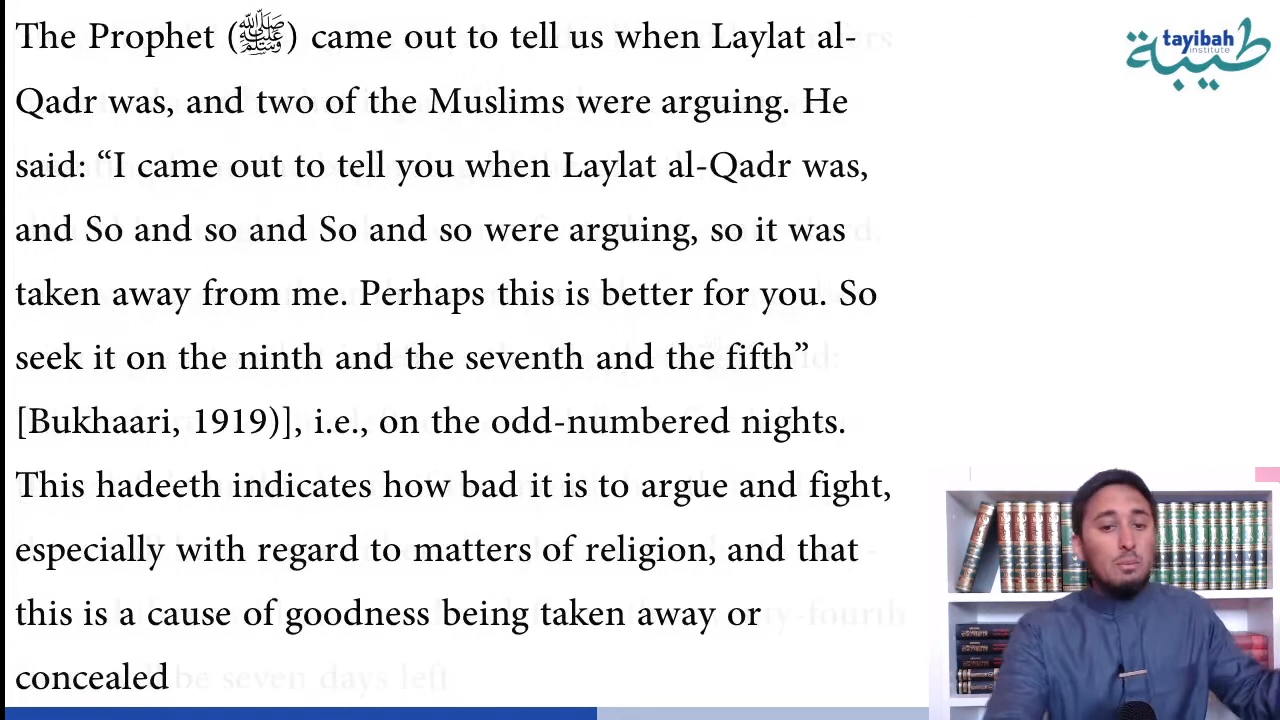 The Prophet (ﷺ) came out to tell us when Laylat al-
Qadr was, and two of the Muslims were arguing. He
said: “I came out to tell you when Laylat al-Qadr was,
and So and so and So and so were arguing, so it was
taken away from me. Perhaps this is better for you. So
seek it on the ninth and the seventh and the fifth”
[Bukhaari, 1919)], i.e., on the odd-numbered nights.
This hadeeth indicates how bad it is to argue and fight,
especially with regard to matters of religion, and that
this is a cause of goodness being taken away or
concealed
be seven days left
tayibah
institute
طيبة